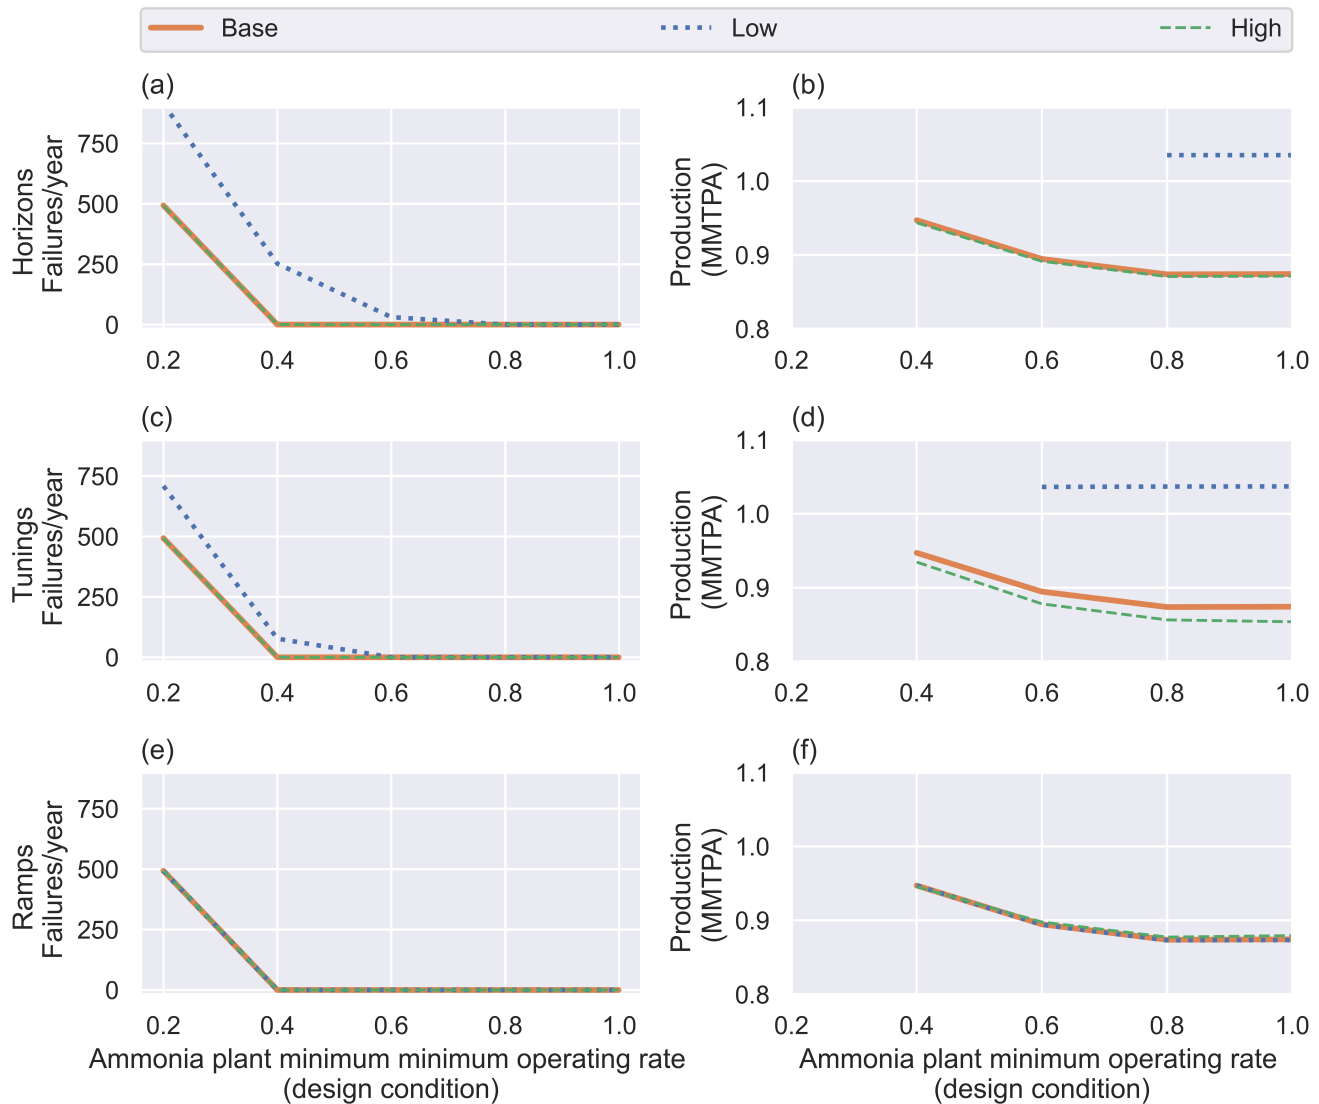 Base Low High
(a)
Horizons
Failures/year
750
500
250
0
0.2 0.4 0.6 0.8 1.0
(b)
Production
(MMTPA)
1.1
1.0
0.9
0.8
0.2 0.4 0.6 0.8 1.0
(c)
Tunings
Failures/year
750
500
250
0
0.2 0.4 0.6 0.8 1.0
(d)
Production
(MMTPA)
1.1
1.0
0.9
0.8
0.2 0.4 0.6 0.8 1.0
(e)
Ramps
Failures/year
750
500
250
0
0.2 0.4 0.6 0.8 1.0
Ammonia plant minimum minimum operating rate
(design condition)
(f)
Production
(MMTPA)
1.1
1.0
0.9
0.8
0.2 0.4 0.6 0.8 1.0
Ammonia plant minimum operating rate
(design condition)